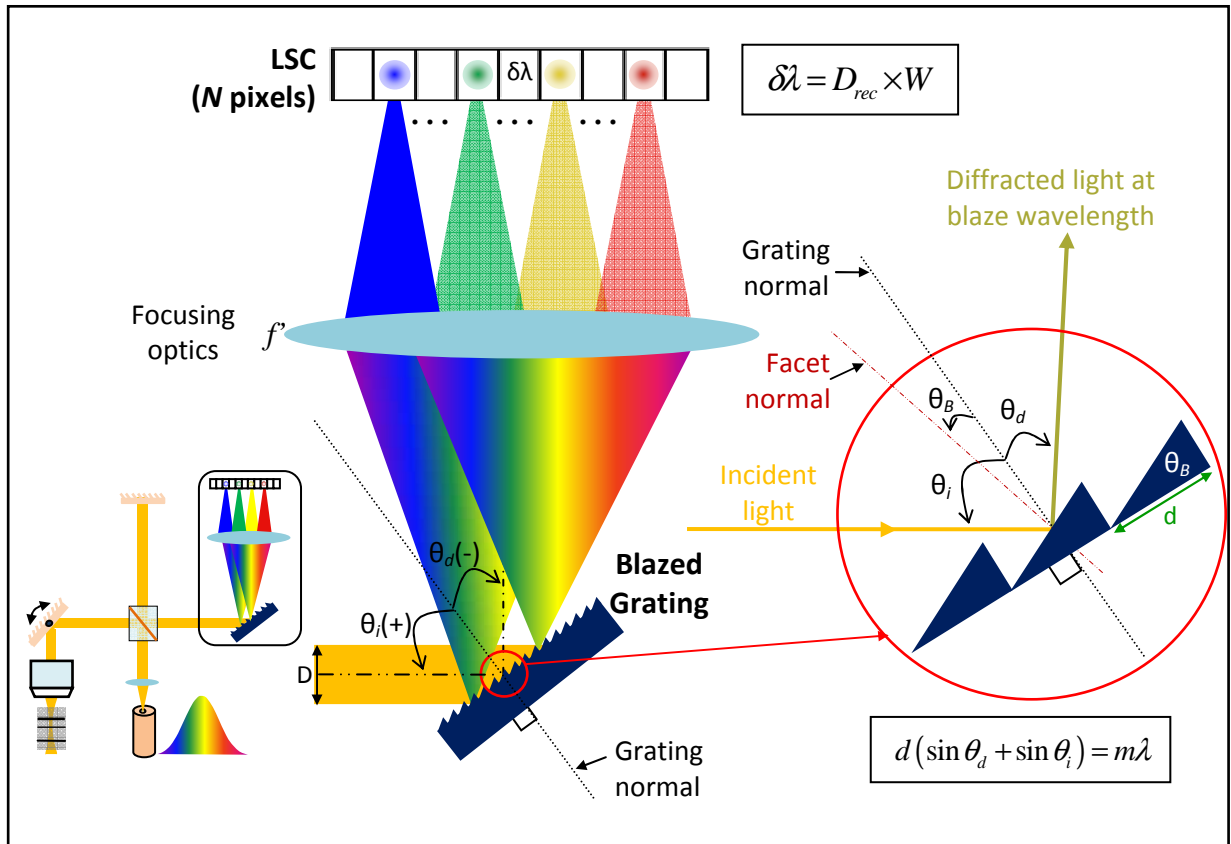 LSC
(N pixels)
δλ
δλ = D_rec × W
• • •
• • •
• • •
Diffracted light at
blaze wavelength
Grating
normal
Focusing
optics
f'
Facet
normal
θ_B
θ_d
θ_i
θ_B
d
Incident
light
θ_d(-)
θ_i(+)
Blazed
Grating
D
Grating
normal
d(sin θ_d + sin θ_i) = mλ